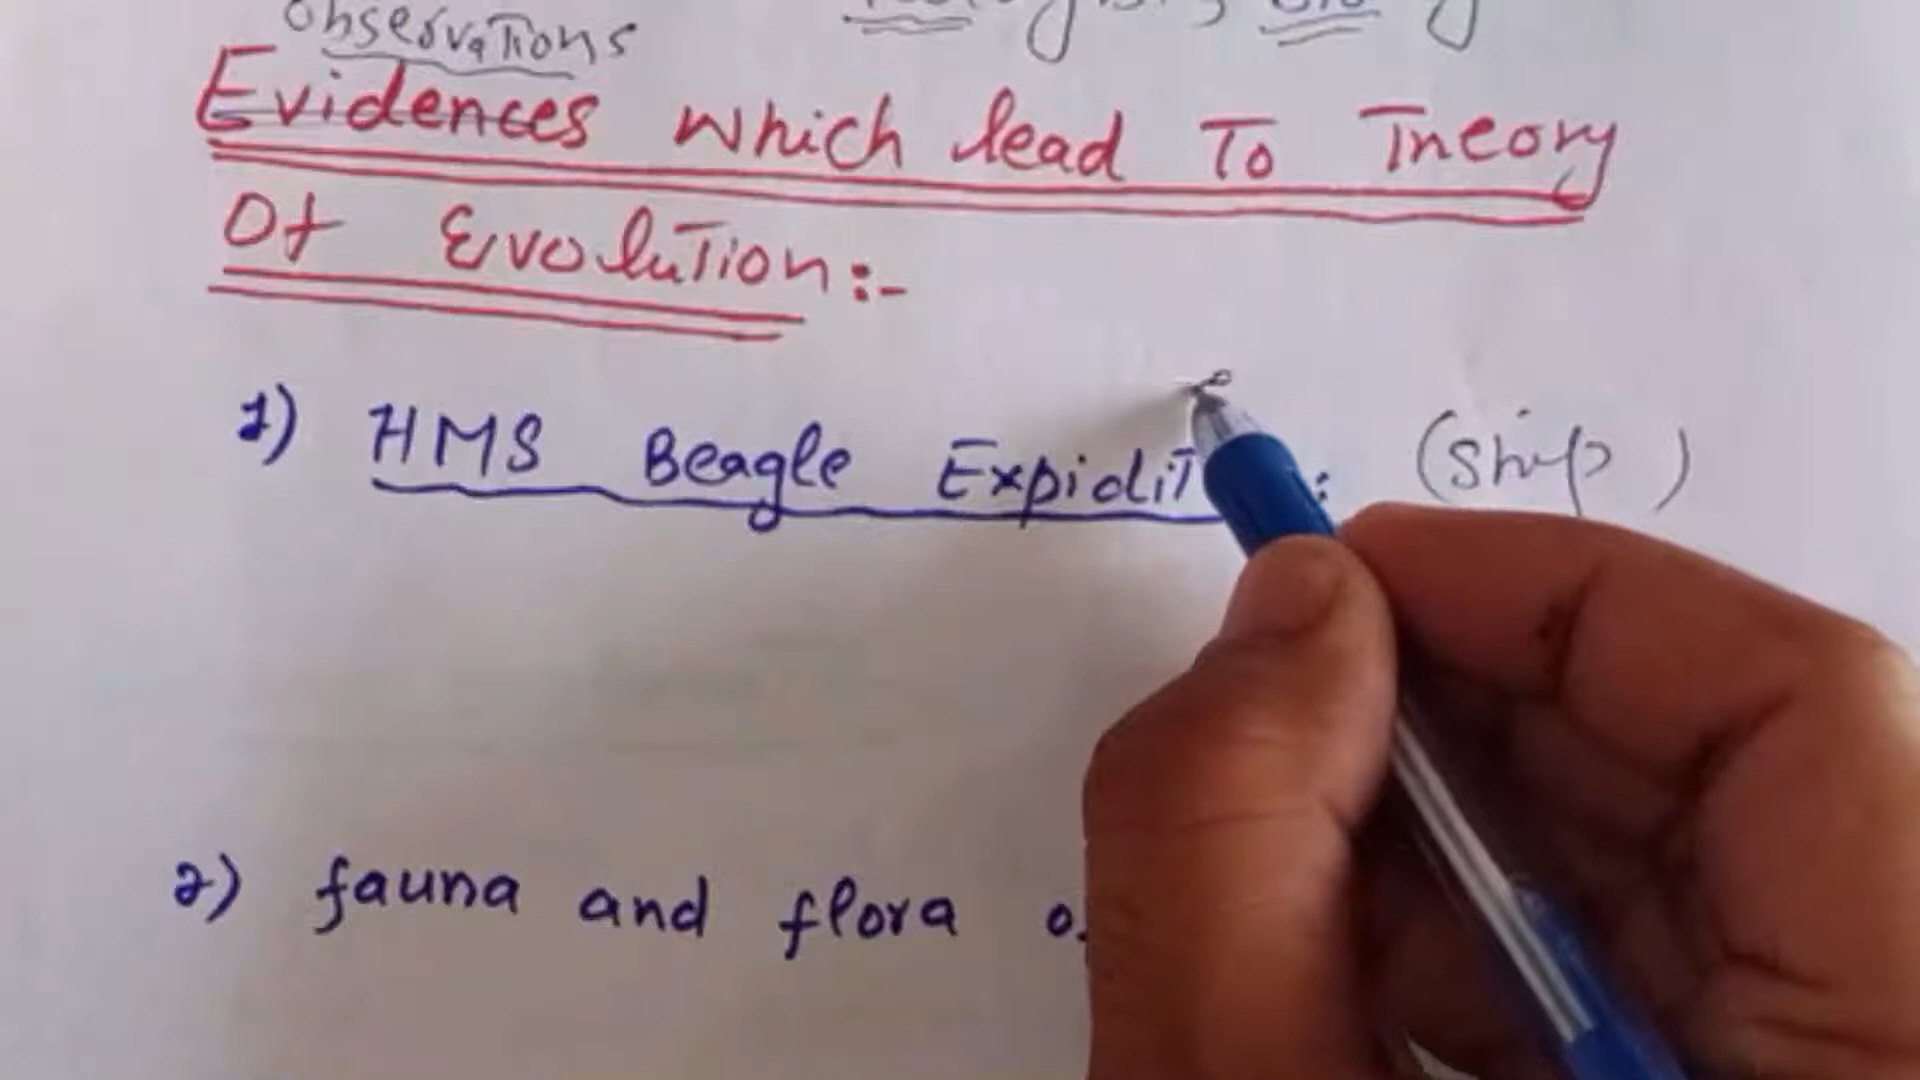 Observations
Evidences which lead To Theory
Of Evolution:-
1) HMS Beagle Expidit : (Ship)
2) fauna and flora